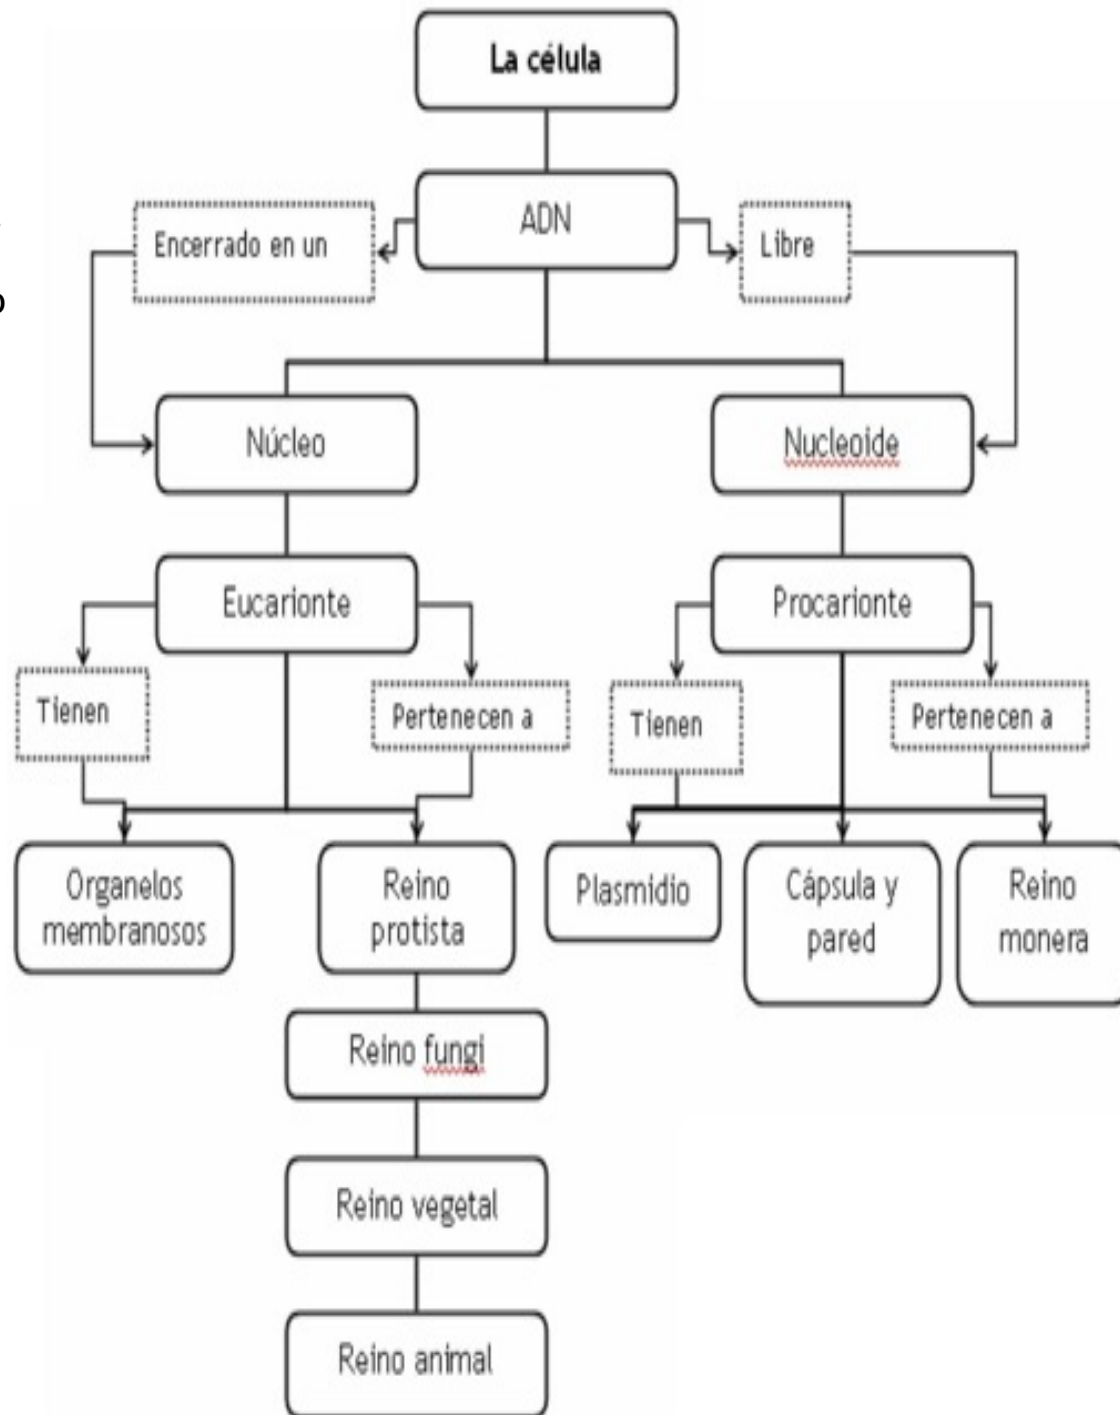 La célula
ADN
Encerrado en un
Libre
o
Núcleo
Nucleoide
Eucarionte
Procarionte
Tienen
Pertenecen a
Tienen
Pertenecen a
Organelos
membranosos
Reino
protista
Plasmidio
Cápsula y
pared
Reino
monera
Reino fungi
Reino vegetal
Reino animal